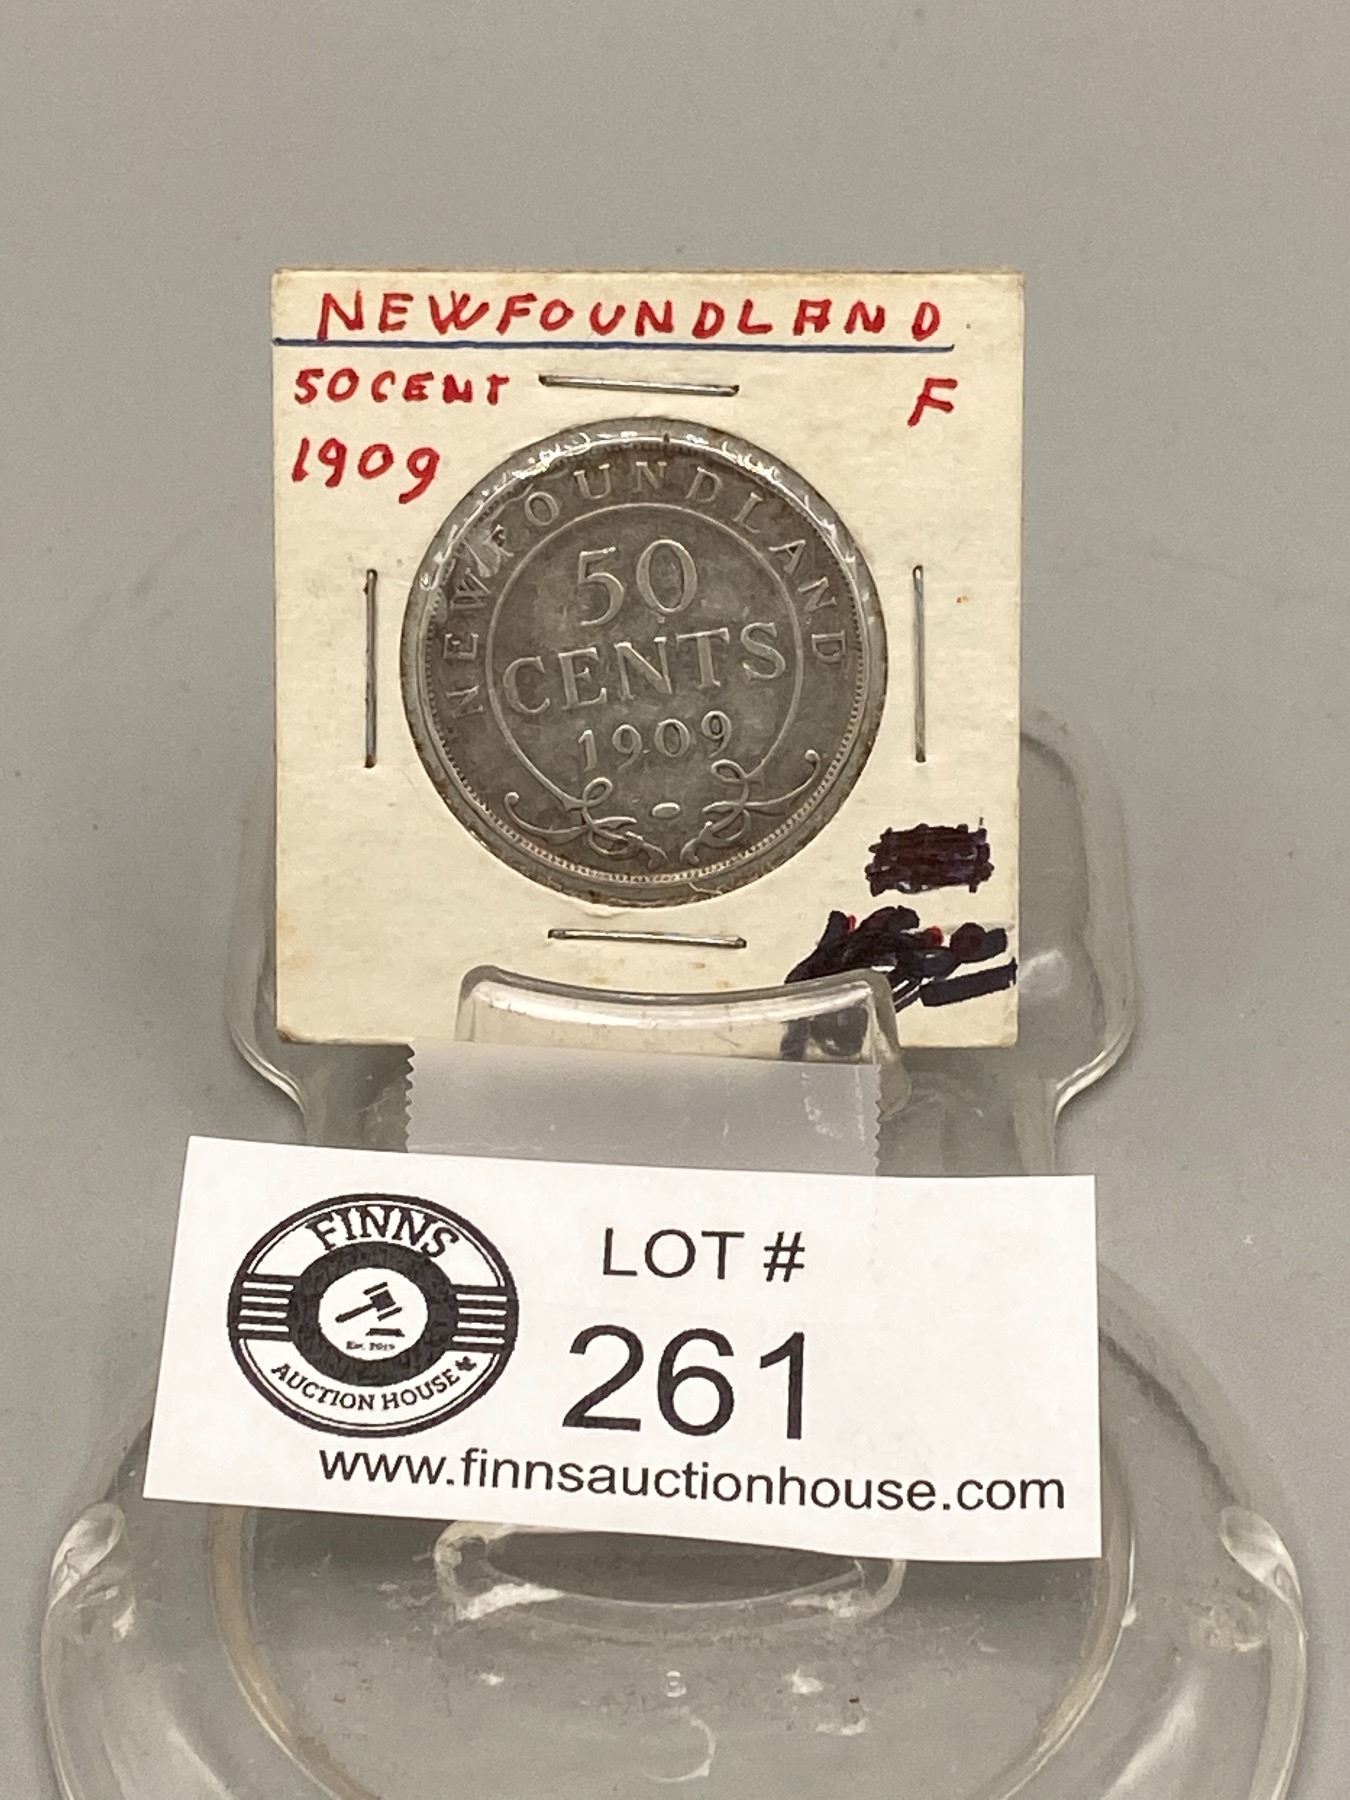 NEWFOUNDLAND
50CENT F
1909
NEWFOUNDLAND
50
CENTS
1909
FINNS
EST. 2019
AUCTION HOUSE
LOT #
261
www.finnsauctionhouse.com